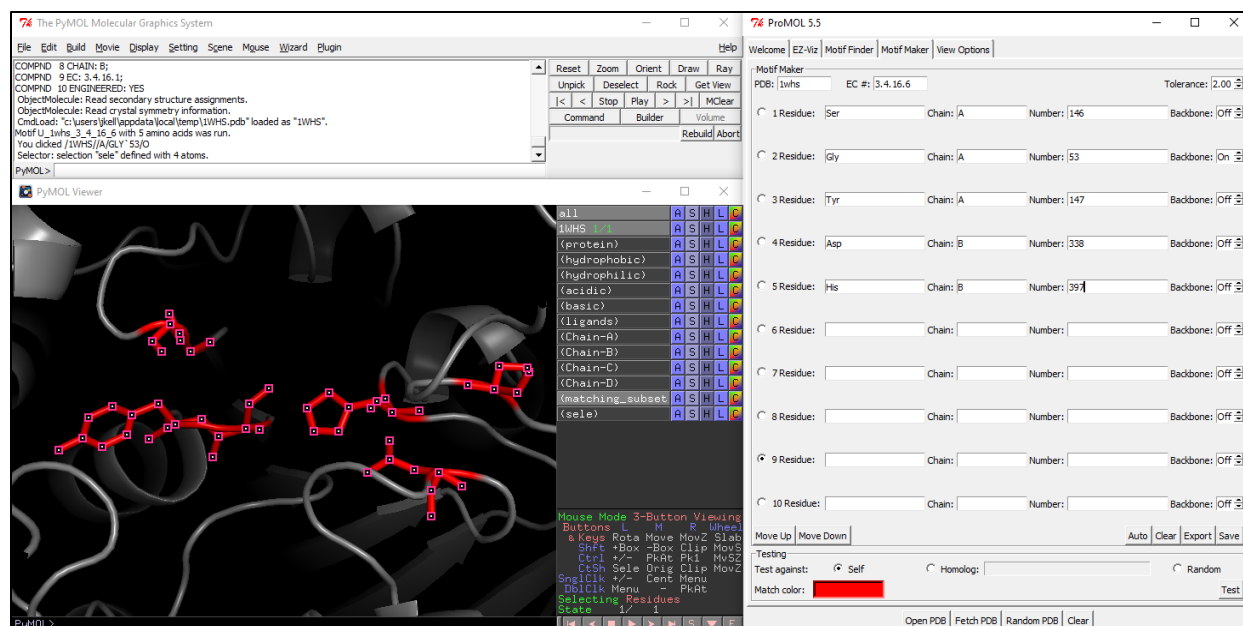 The PyMOL Molecular Graphics System
File Edit Build Movie Display Setting Scene Mouse Wizard Plugin Help
COMPND 8 CHAIN: B;
COMPND 9 EC: 3.4.16.1;
COMPND 10 ENGINEERED: YES
ObjectMolecule: Read secondary structure assignments.
ObjectMolecule: Read crystal symmetry information.
CmdLoad: "c:\users\jkell\appdata\local\temp\1WHS.pdb" loaded as "1WHS".
Motif U_1whs_3_4_16_6 with 5 amino acids was run.
You clicked /1WHS//A/GLY`53/O
Selector: selection "sele" defined with 4 atoms.
PyMOL>
Reset Zoom Orient Draw Ray
Unpick Deselect Rock Get View
|< < Stop Play > >| MClear
Command Builder Volume
Rebuild Abort
PyMOL Viewer
all A S H L C
1WHS 1/1 A S H L C
(protein) A S H L C
(hydrophobic) A S H L C
(hydrophilic) A S H L C
(acidic) A S H L C
(basic) A S H L C
(ligands) A S H L C
(Chain-A) A S H L C
(Chain-B) A S H L C
(Chain-C) A S H L C
(Chain-D) A S H L C
(matching_subset A S H L C
(sele) A S H L C
Mouse Mode 3-Button Viewing
Buttons L M R Wheel
& Keys Rota Move MovZ Slab
Shft +Box -Box Clip MovS
Ctrl +/- PkAt Pk1 MvSZ
CtSh Sele Orig Clip MovZ
SnglClk +/- Cent Menu
DblClk Menu - PkAt
Selecting Residues
State 1/ 1
PyMOL>
S F
ProMOL 5.5
Welcome EZ-Viz Motif Finder Motif Maker View Options
Motif Maker
PDB: 1whs EC #: 3.4.16.6 Tolerance: 2.00
1 Residue: Ser Chain: A Number: 146 Backbone: Off
2 Residue: Gly Chain: A Number: 53 Backbone: On
3 Residue: Tyr Chain: A Number: 147 Backbone: Off
4 Residue: Asp Chain: B Number: 338 Backbone: Off
5 Residue: His Chain: B Number: 397 Backbone: Off
6 Residue: Chain: Number: Backbone: Off
7 Residue: Chain: Number: Backbone: Off
8 Residue: Chain: Number: Backbone: Off
9 Residue: Chain: Number: Backbone: Off
10 Residue: Chain: Number: Backbone: Off
Move Up Move Down Auto Clear Export Save
Testing
Test against: Self Homolog: Random
Match color: Test
Open PDB Fetch PDB Random PDB Clear